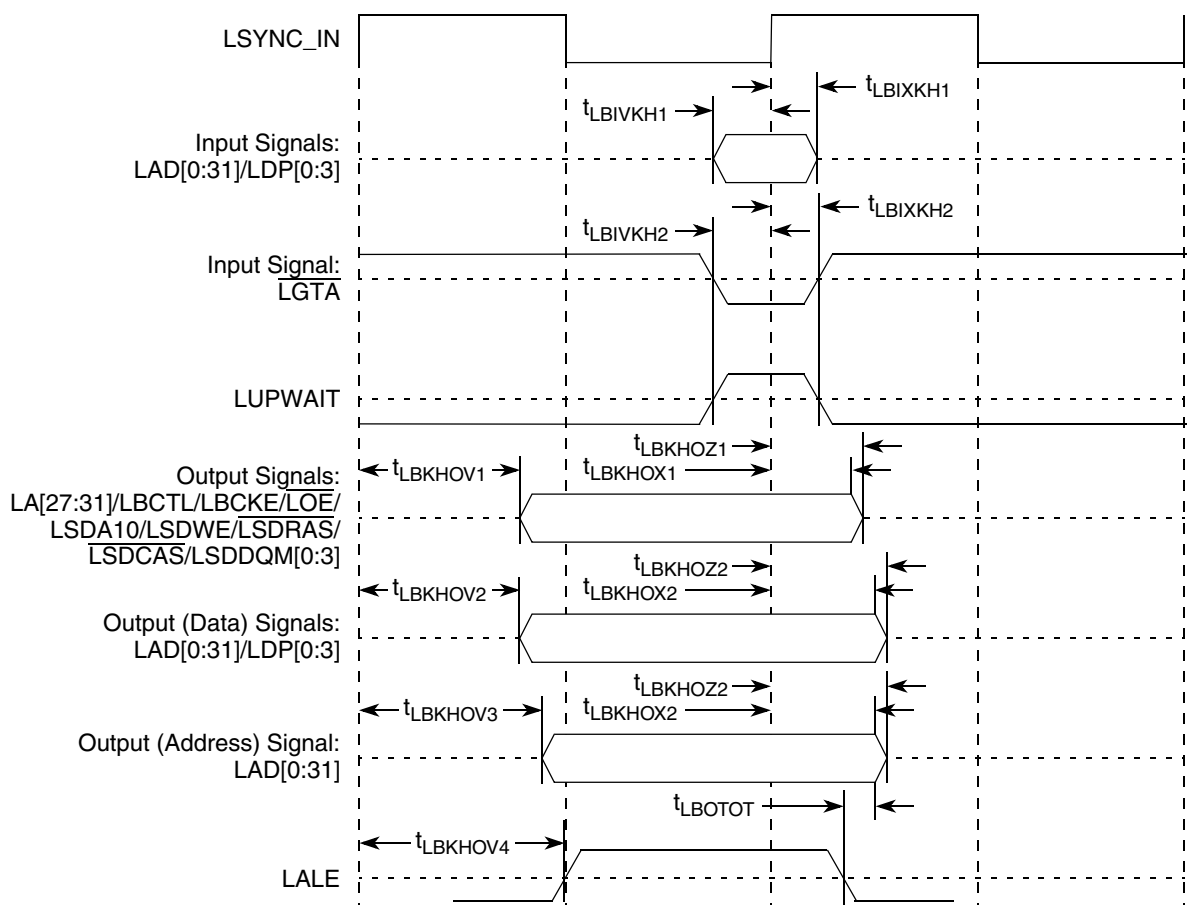 LSYNC_IN
tLBIXKH1
tLBIVKH1
Input Signals:
LAD[0:31]/LDP[0:3]
tLBIXKH2
tLBIVKH2
Input Signal:
LGTA
LUPWAIT
tLBKHOZ1
tLBKHOV1
tLBKHOX1
Output Signals:
LA[27:31]/LBCTL/LBCKE/LOE/
LSDA10/LSDWE/LSDRAS/
LSDCAS/LSDDQM[0:3]
tLBKHOZ2
tLBKHOV2
tLBKHOX2
Output (Data) Signals:
LAD[0:31]/LDP[0:3]
tLBKHOZ2
tLBKHOV3
tLBKHOX2
Output (Address) Signal:
LAD[0:31]
tLBOTOT
tLBKHOV4
LALE